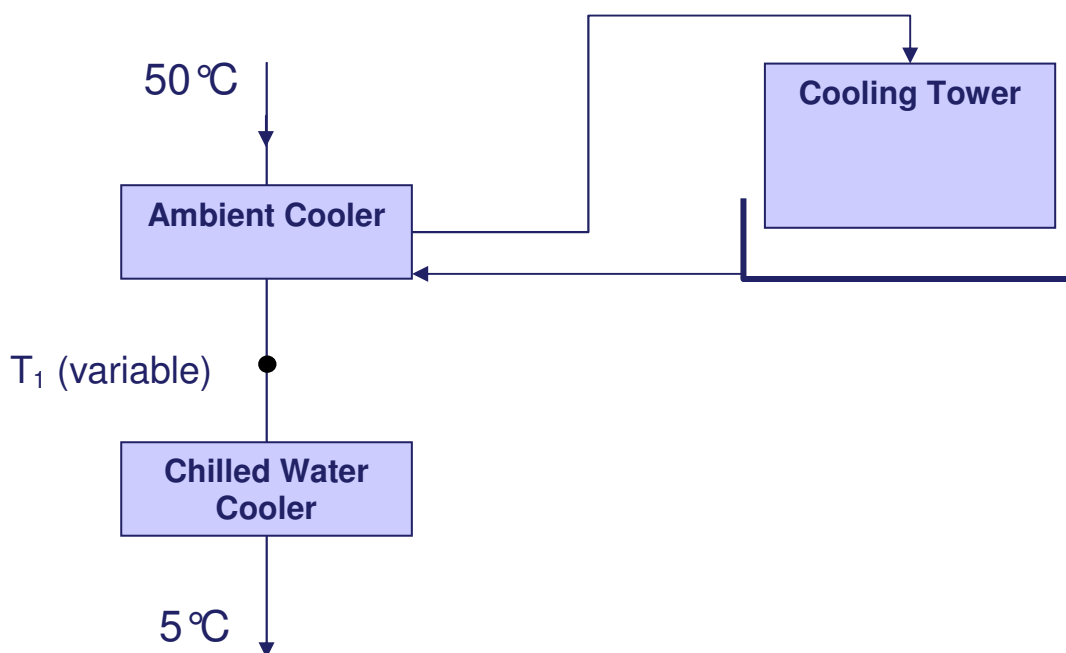 50°C
Cooling Tower
Ambient Cooler
T₁ (variable)
Chilled Water
Cooler
5°C